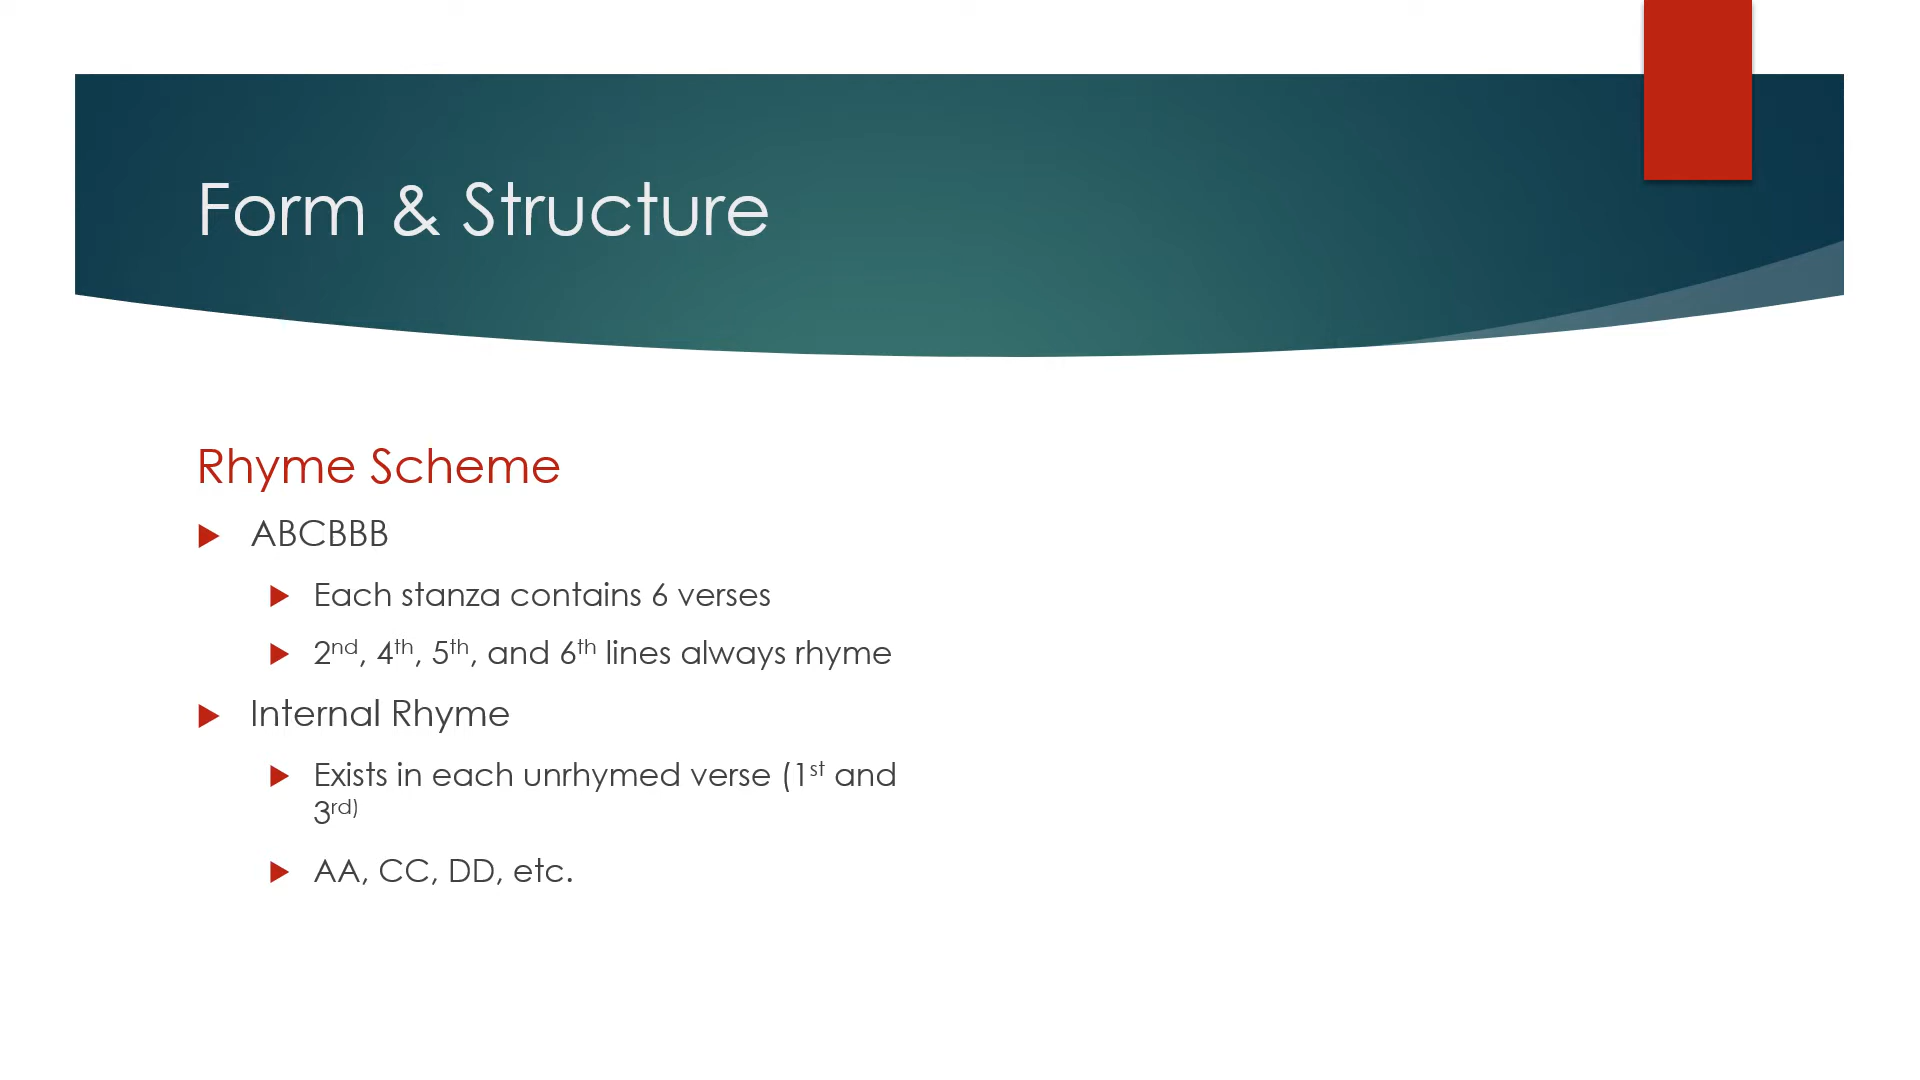 Form & Structure
Rhyme Scheme
ABCBBB
Each stanza contains 6 verses
2nd, 4th, 5th, and 6th lines always rhyme
Internal Rhyme
Exists in each unrhymed verse (1st and
3rd)
AA, CC, DD, etc.